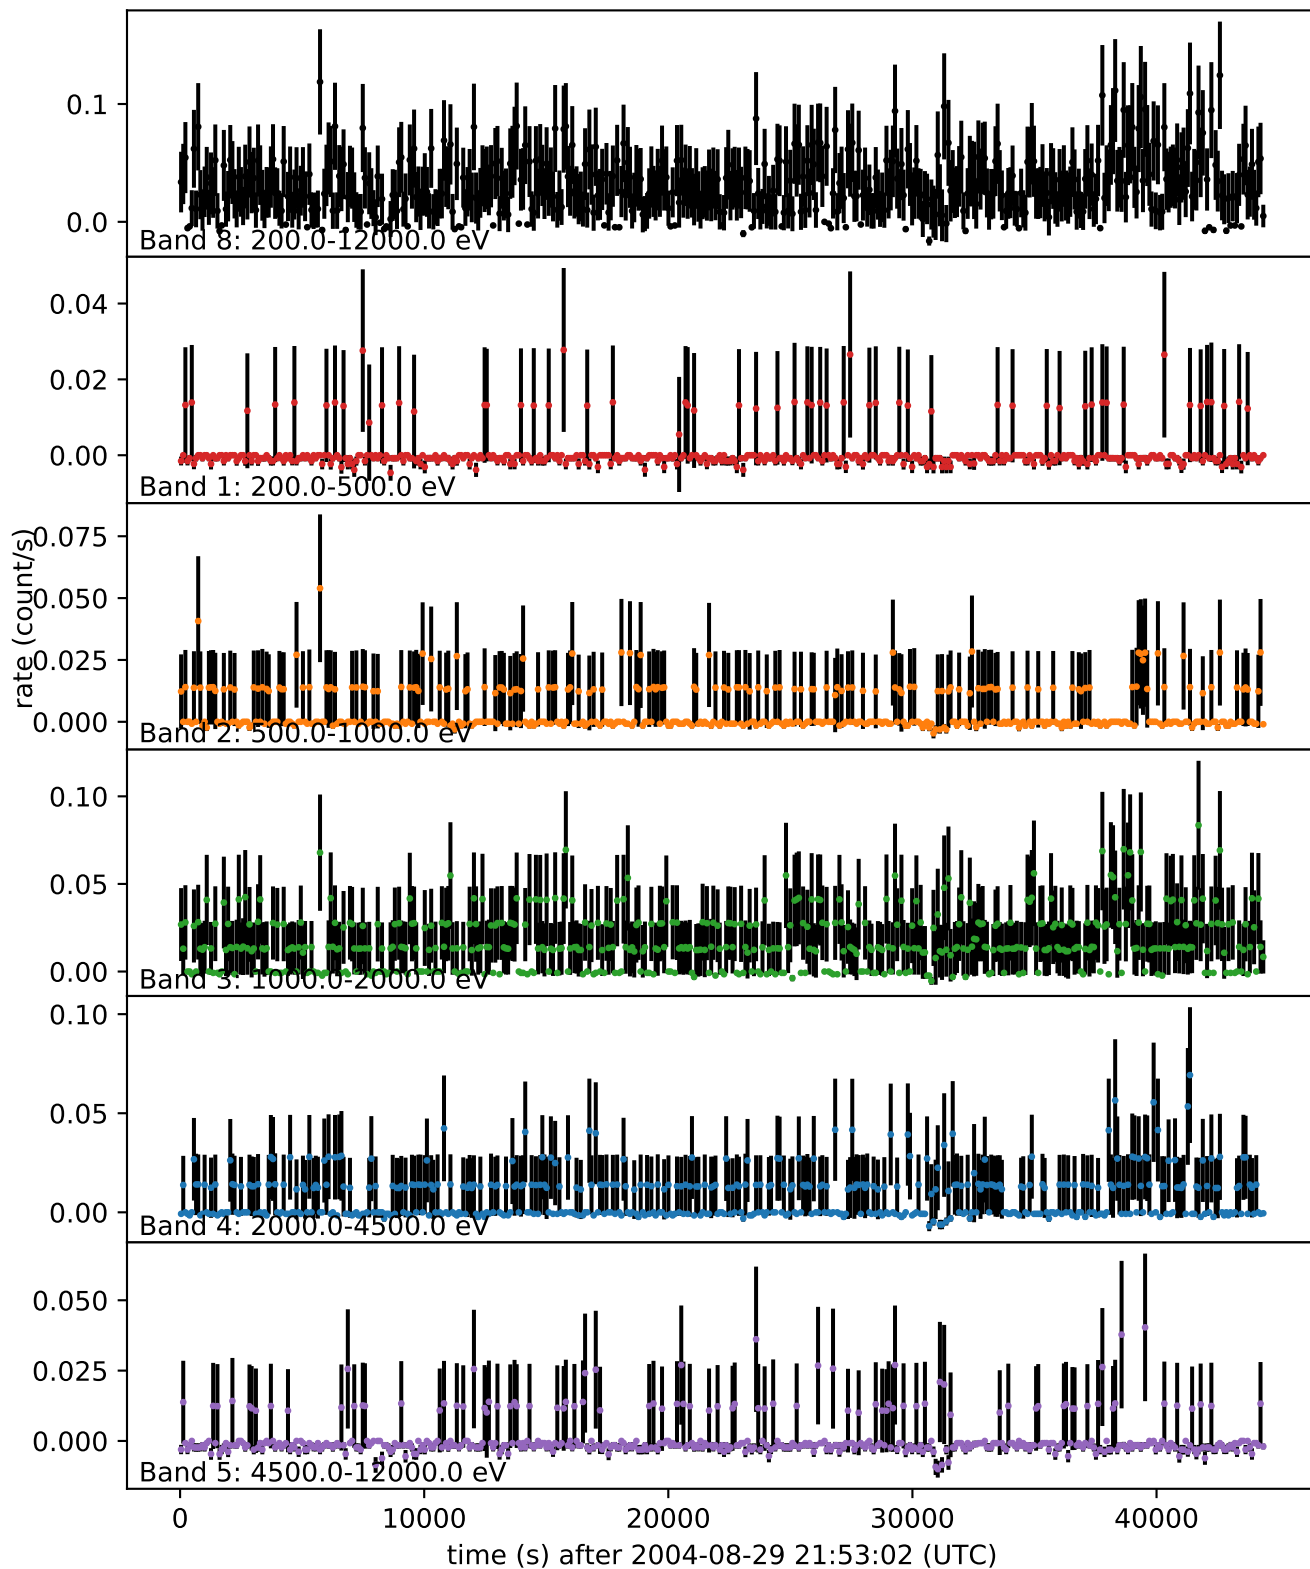 0.1
0.0
Band 8: 200.0-12000.0 eV
0.04
0.02
0.00
Band 1: 200.0-500.0 eV
rate (count/s)
0.075
0.050
0.025
0.000
Band 2: 500.0-1000.0 eV
0.10
0.05
0.00
Band 3: 1000.0-2000.0 eV
0.10
0.05
0.00
Band 4: 2000.0-4500.0 eV
0.050
0.025
0.000
Band 5: 4500.0-12000.0 eV
0 10000 20000 30000 40000
time (s) after 2004-08-29 21:53:02 (UTC)